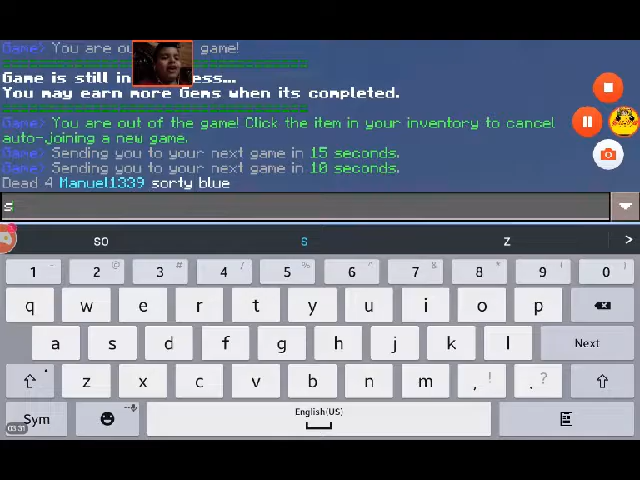 Game> You are ou game!
Game is still in ess...
You may earn more Gems when its completed.
Game> You are out of the game! Click the item in your inventory to cancel
auto-joining a new game.
Game> Sending you to your next game in 15 seconds.
Game> Sending you to your next game in 10 seconds.
Dead 4 Manuel1339 sorty blue
s
so s z >
1 - 2 @ 3 * 4 / 5 % 6 ^ 7 & 8 * 9 ( 0 )
q w e r t y u i o p
a s d f g h j k l Next
z x c v b n m , ! . ?
Sym English(US)
03:31